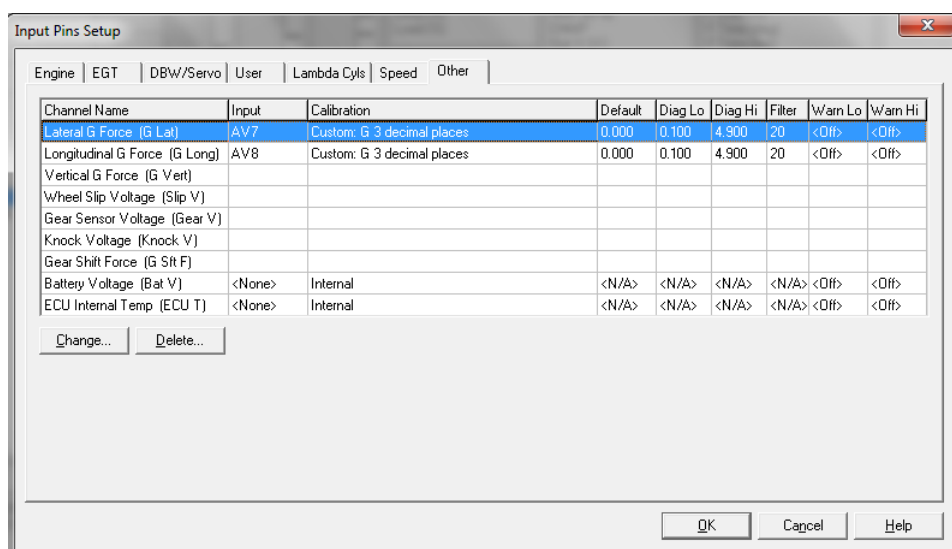 Input Pins Setup
Engine EGT DBW/Servo User Lambda Cyls Speed Other
Channel Name Input Calibration Default Diag Lo Diag Hi Filter Warn Lo Warn Hi
Lateral G Force (G Lat) AV7 Custom: G 3 decimal places 0.000 0.100 4.900 20 <Off> <Off>
Longitudinal G Force (G Long) AV8 Custom: G 3 decimal places 0.000 0.100 4.900 20 <Off> <Off>
Vertical G Force (G Vert)
Wheel Slip Voltage (Slip V)
Gear Sensor Voltage (Gear V)
Knock Voltage (Knock V)
Gear Shift Force (G Sft F)
Battery Voltage (Bat V) <None> Internal <N/A> <N/A> <N/A> <N/A> <Off> <Off>
ECU Internal Temp (ECU T) <None> Internal <N/A> <N/A> <N/A> <N/A> <Off> <Off>
Change... Delete...
OK Cancel Help